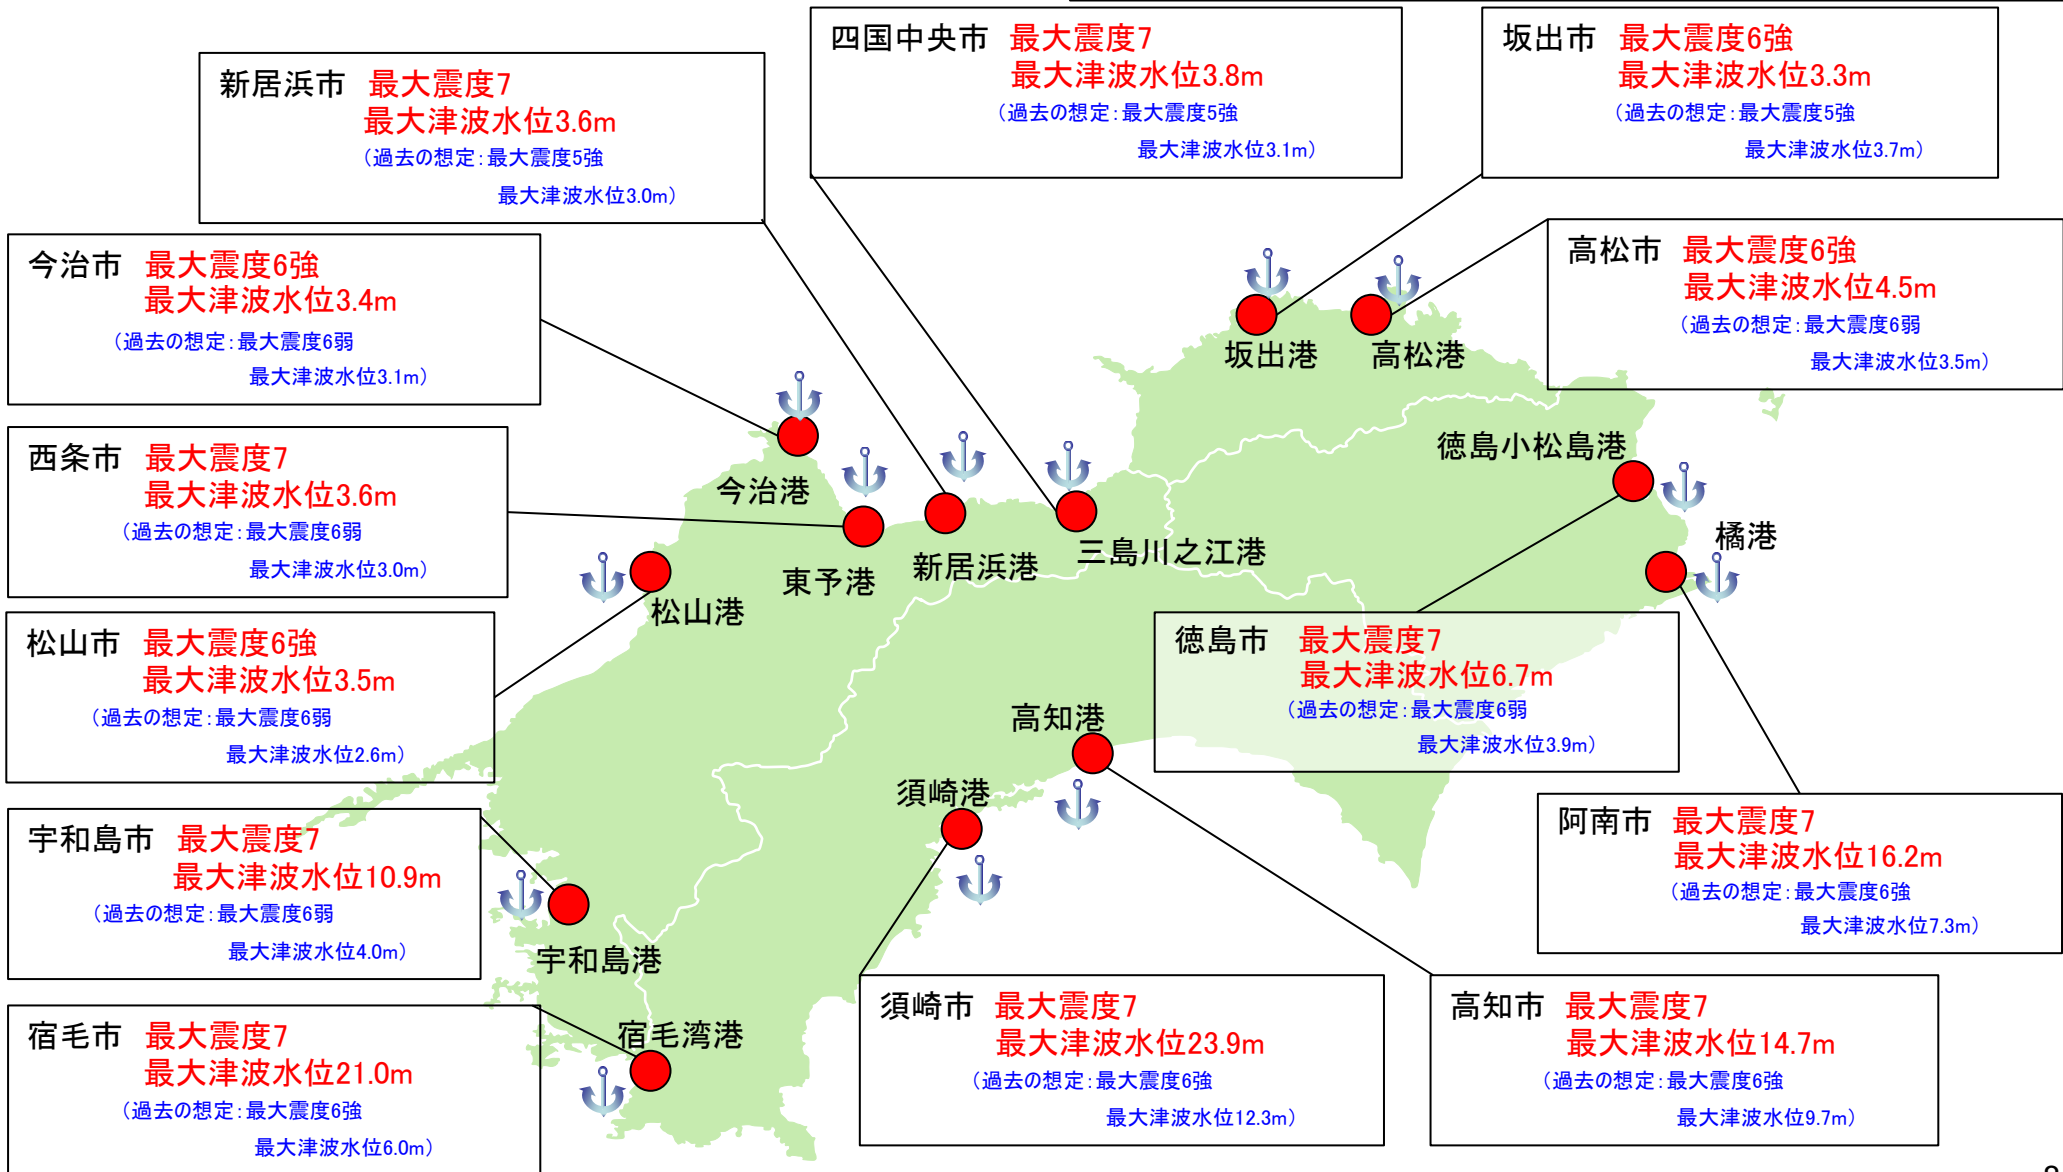 四国中央市 最大震度7
最大津波水位3.8m
(過去の想定:最大震度5強
最大津波水位3.1m)
坂出市 最大震度6強
最大津波水位3.3m
(過去の想定:最大震度5強
最大津波水位3.7m)
新居浜市 最大震度7
最大津波水位3.6m
(過去の想定:最大震度5強
最大津波水位3.0m)
今治市 最大震度6強
最大津波水位3.4m
(過去の想定:最大震度6弱
最大津波水位3.1m)
高松市 最大震度6強
最大津波水位4.5m
(過去の想定:最大震度6弱
最大津波水位3.5m)
坂出港
高松港
西条市 最大震度7
最大津波水位3.6m
(過去の想定:最大震度6弱
最大津波水位3.0m)
今治港
徳島小松島港
橘港
東予港
新居浜港
三島川之江港
松山港
松山市 最大震度6強
最大津波水位3.5m
(過去の想定:最大震度6弱
最大津波水位2.6m)
徳島市 最大震度7
最大津波水位6.7m
(過去の想定:最大震度6弱
最大津波水位3.9m)
高知港
須崎港
宇和島市 最大震度7
最大津波水位10.9m
(過去の想定:最大震度6弱
最大津波水位4.0m)
阿南市 最大震度7
最大津波水位16.2m
(過去の想定:最大震度6強
最大津波水位7.3m)
宇和島港
宿毛湾港
宿毛市 最大震度7
最大津波水位21.0m
(過去の想定:最大震度6強
最大津波水位6.0m)
須崎市 最大震度7
最大津波水位23.9m
(過去の想定:最大震度6強
最大津波水位12.3m)
高知市 最大震度7
最大津波水位14.7m
(過去の想定:最大震度6強
最大津波水位9.7m)